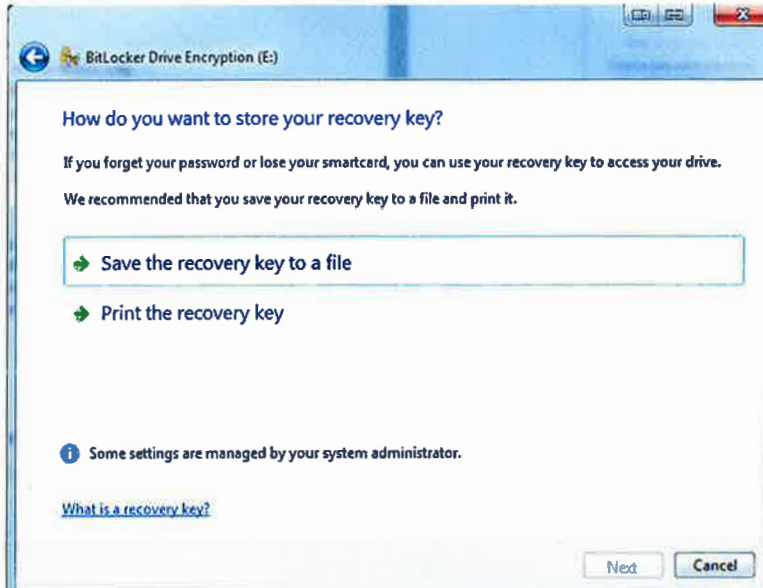 BitLocker Drive Encryption (E:)
How do you want to store your recovery key?
If you forget your password or lose your smartcard, you can use your recovery key to access your drive.
We recommended that you save your recovery key to a file and print it.
Save the recovery key to a file
Print the recovery key
Some settings are managed by your system administrator.
What is a recovery key?
Next
Cancel